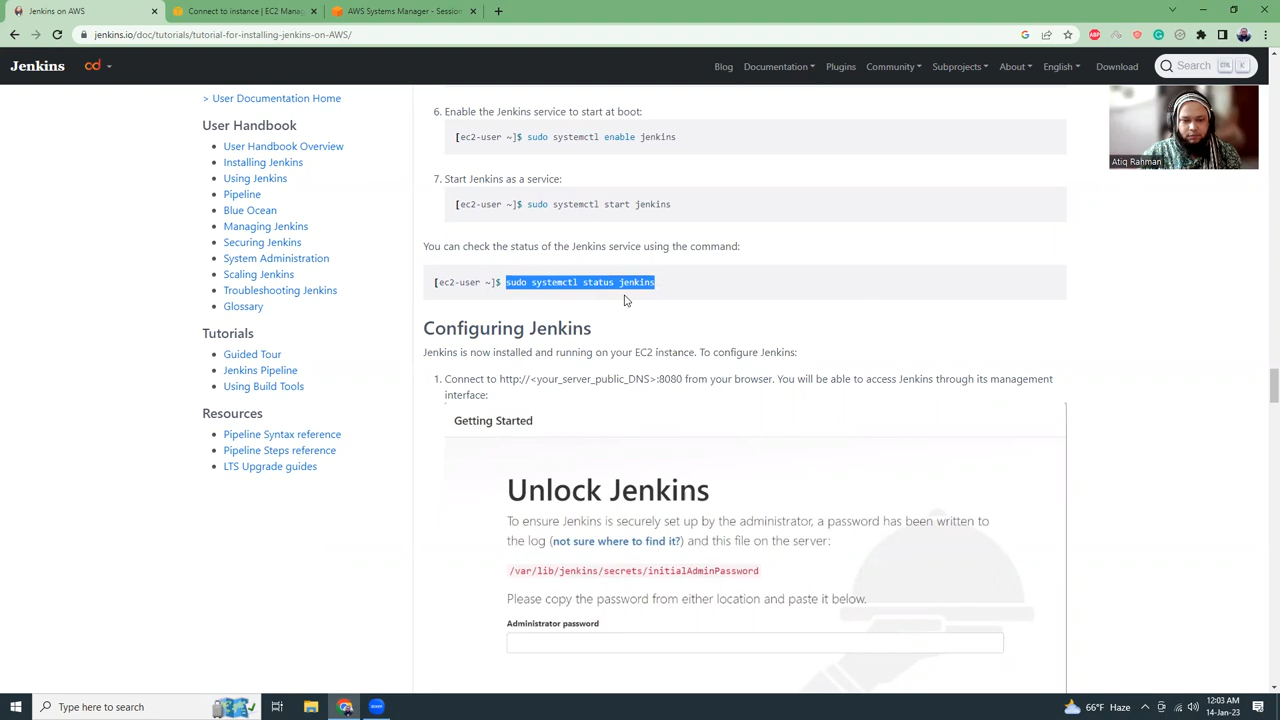 Jenkins on AWS
Connect to instance | EC2 Manag
AWS Systems Manager - Session
jenkins.io/doc/tutorials/tutorial-for-installing-jenkins-on-AWS/
Jenkins
cd
Blog
Documentation
Plugins
Community
Subprojects
About
English
Download
Search
CTRL
K
> User Documentation Home
User Handbook
User Handbook Overview
Installing Jenkins
Using Jenkins
Pipeline
Blue Ocean
Managing Jenkins
Securing Jenkins
System Administration
Scaling Jenkins
Troubleshooting Jenkins
Glossary
Tutorials
Guided Tour
Jenkins Pipeline
Using Build Tools
Resources
Pipeline Syntax reference
Pipeline Steps reference
LTS Upgrade guides
6. Enable the Jenkins service to start at boot:
[ec2-user ~]$ sudo systemctl enable jenkins
7. Start Jenkins as a service:
[ec2-user ~]$ sudo systemctl start jenkins
You can check the status of the Jenkins service using the command:
[ec2-user ~]$ sudo systemctl status jenkins
Configuring Jenkins
Jenkins is now installed and running on your EC2 instance. To configure Jenkins:
1. Connect to http://<your_server_public_DNS>:8080 from your browser. You will be able to access Jenkins through its management
interface:
Getting Started
Unlock Jenkins
To ensure Jenkins is securely set up by the administrator, a password has been written to
the log (not sure where to find it?) and this file on the server:
/var/lib/jenkins/secrets/initialAdminPassword
Please copy the password from either location and paste it below.
Administrator password
Atiq Rahman
Type here to search
66°F Haze
12:03 AM
14-Jan-23